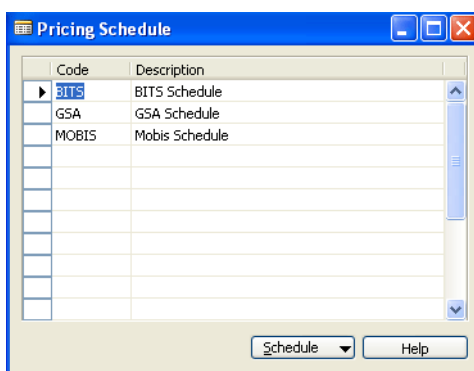 Pricing Schedule
Code Description
BITS BITS Schedule
GSA GSA Schedule
MOBIS Mobis Schedule
Schedule Help